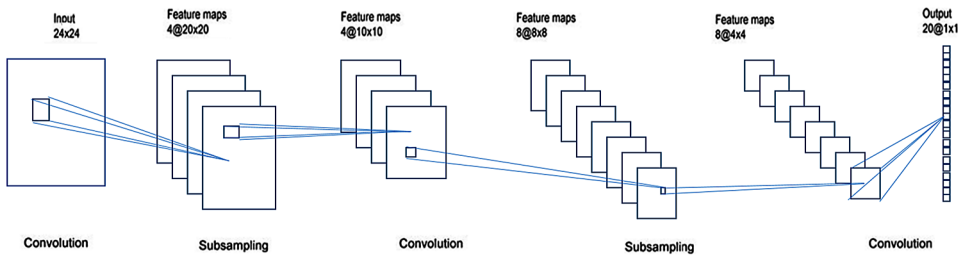 Input
24x24
Feature maps
4@20x20
Feature maps
4@10x10
Feature maps
8@8x8
Feature maps
8@4x4
Output
20@1x1
Convolution
Subsampling
Convolution
Subsampling
Convolution